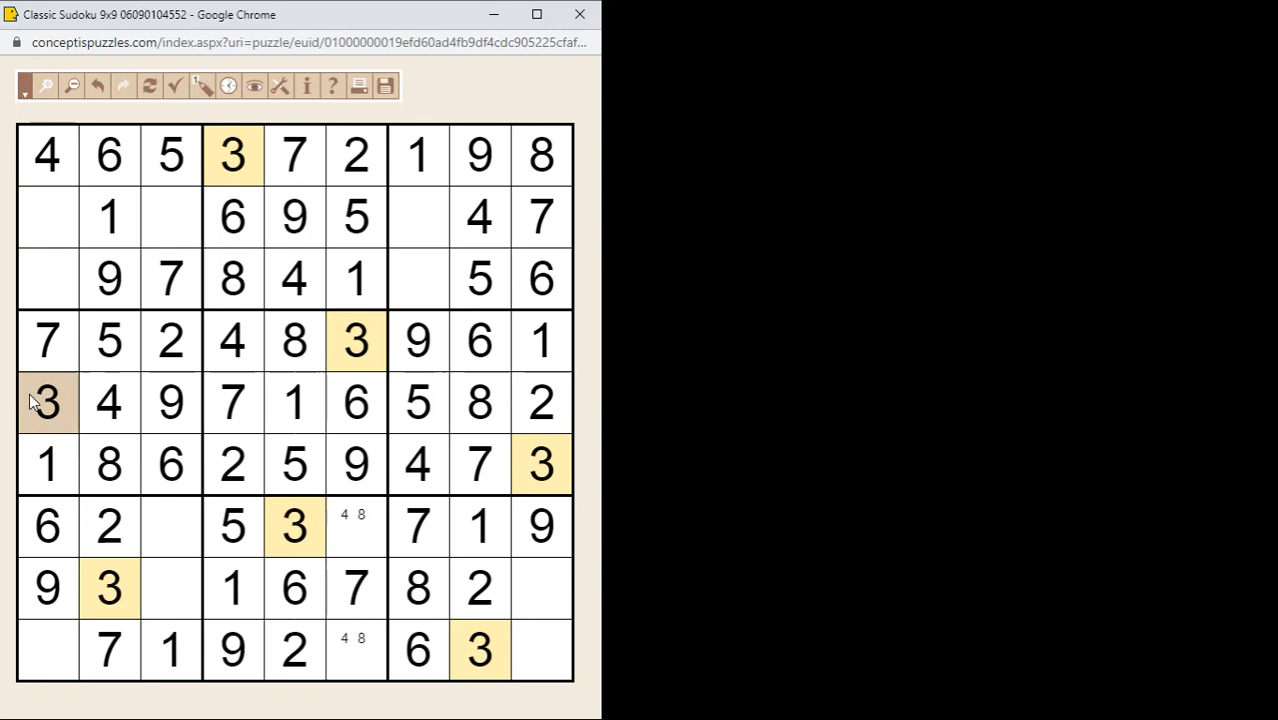 Classic Sudoku 9x9 06090104552 - Google Chrome
conceptispuzzles.com/index.aspx?uri=puzzle/euid/01000000019efd60ad4fb9df4cdc905225cfaf...
4 6 5 3 7 2 1 9 8
1 6 9 5 4 7
9 7 8 4 1 5 6
7 5 2 4 8 3 9 6 1
3 4 9 7 1 6 5 8 2
1 8 6 2 5 9 4 7 3
6 2 5 3 4 8 7 1 9
9 3 1 6 7 8 2
7 1 9 2 4 8 6 3